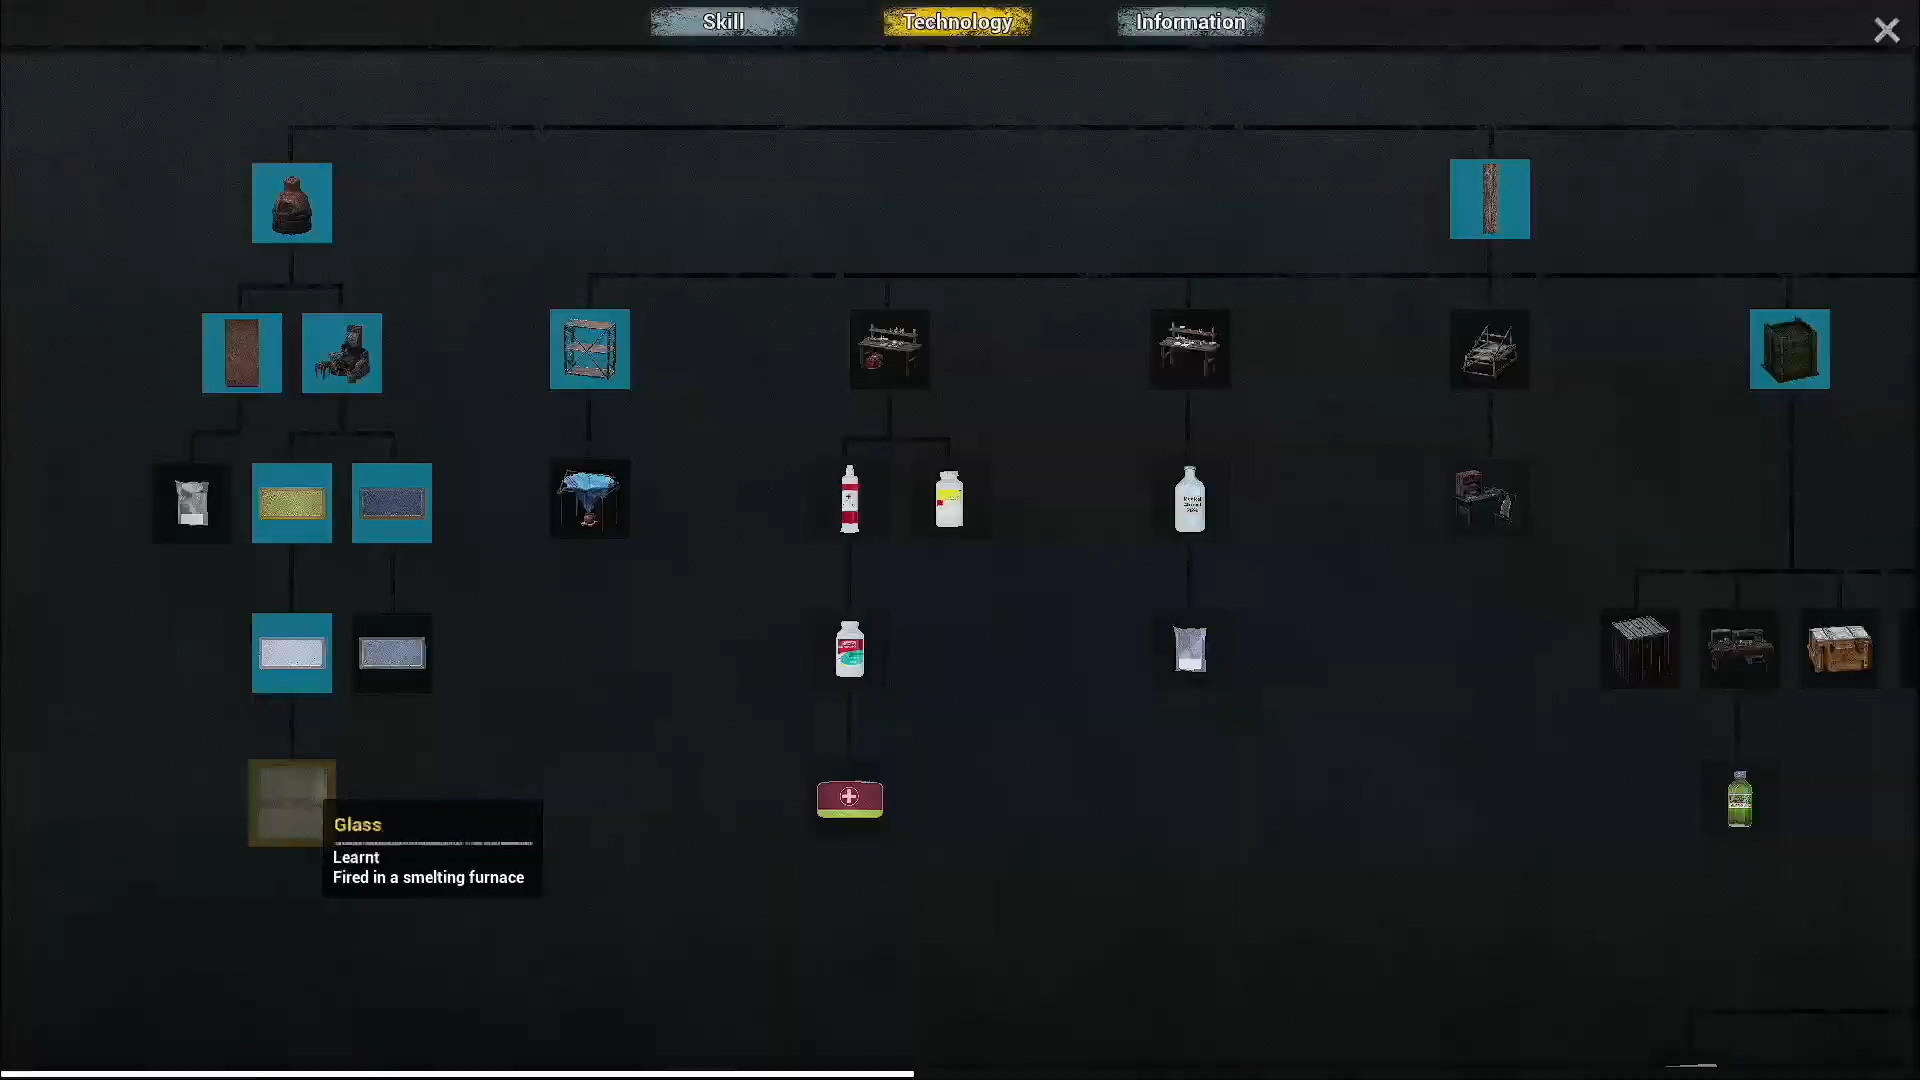 Skill
Technology
Information
Glass
Learnt
Fired in a smelting furnace